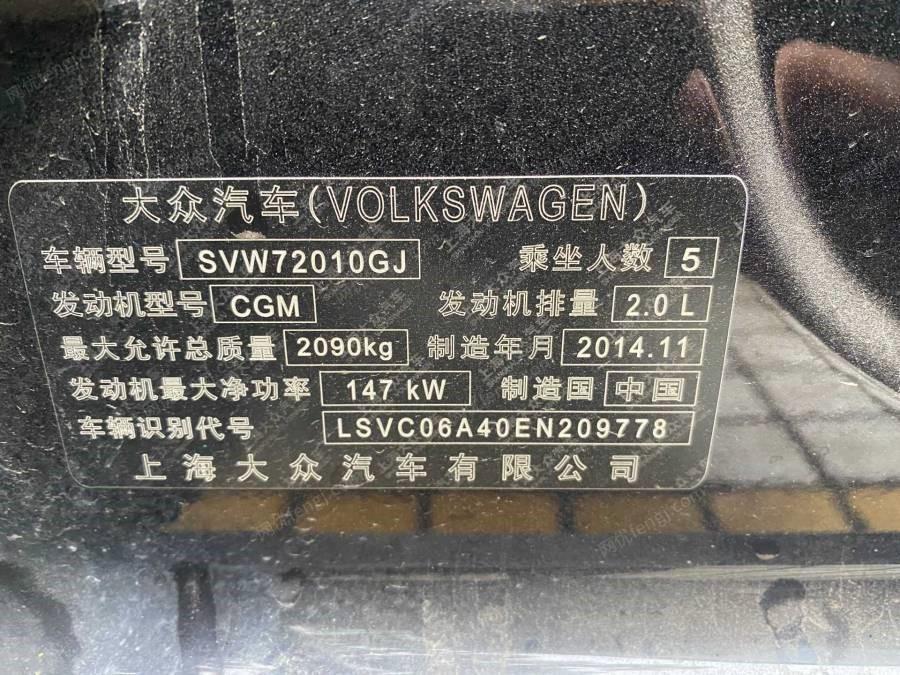 大众汽车(VOLKSWAGEN)
车辆型号 SVW72010GJ 乘坐人数 5
发动机型号 CGM 发动机排量 2.0 L
最大允许总质量 2090kg 制造年月 2014.11
发动机最大净功率 147 kW 制造国 中国
车辆识别代号 LSVC06A40EN209778
上海大众汽车有限公司